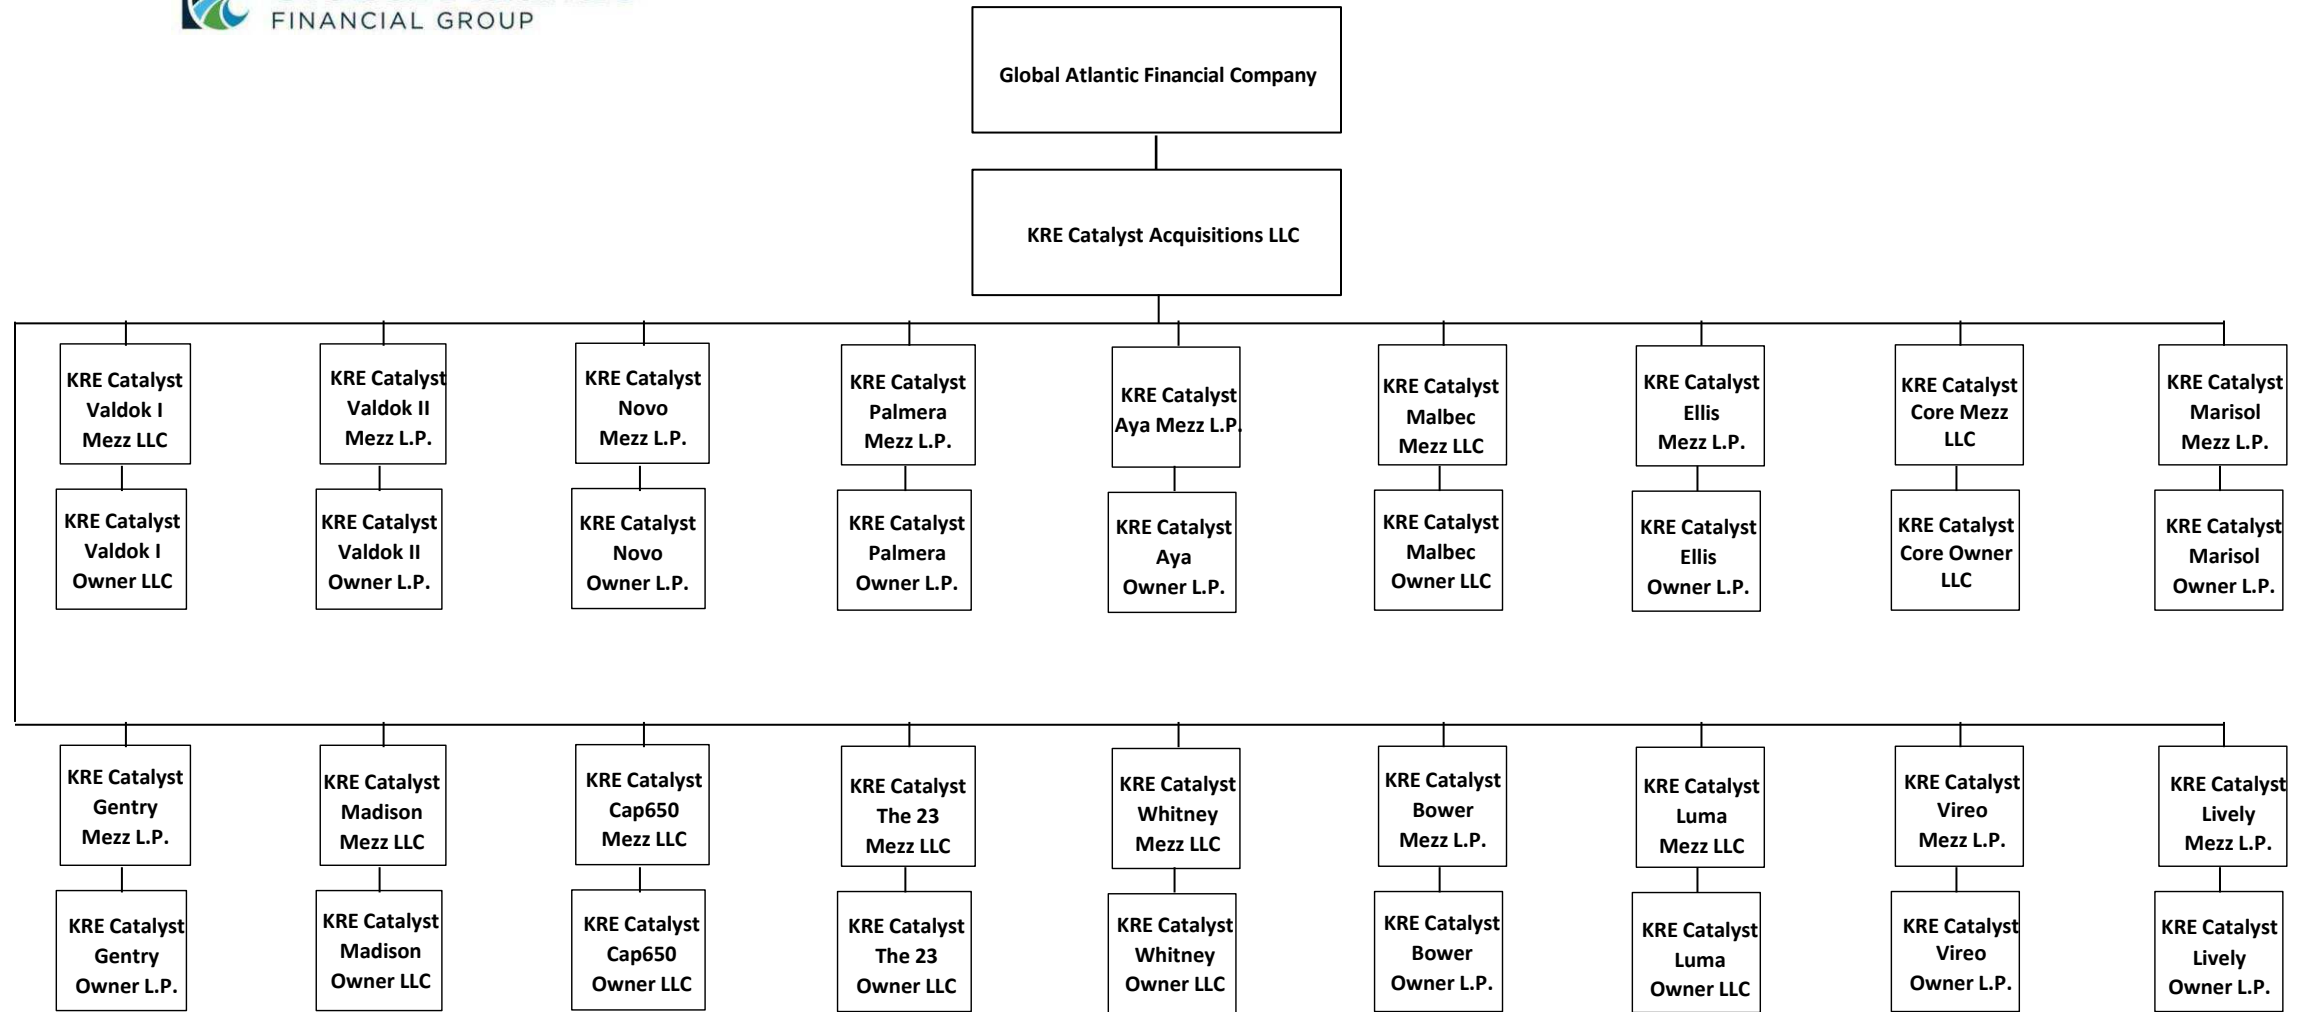 FINANCIAL GROUP
Global Atlantic Financial Company
KRE Catalyst Acquisitions LLC
KRE Catalyst
Valdok I
Mezz LLC
KRE Catalyst
Valdok II
Mezz L.P.
KRE Catalyst
Novo
Mezz L.P.
KRE Catalyst
Palmera
Mezz L.P.
KRE Catalyst
Aya Mezz L.P.
KRE Catalyst
Malbec
Mezz LLC
KRE Catalyst
Ellis
Mezz L.P.
KRE Catalyst
Core Mezz
LLC
KRE Catalyst
Marisol
Mezz L.P.
KRE Catalyst
Valdok I
Owner LLC
KRE Catalyst
Valdok II
Owner L.P.
KRE Catalyst
Novo
Owner L.P.
KRE Catalyst
Palmera
Owner L.P.
KRE Catalyst
Aya
Owner L.P.
KRE Catalyst
Malbec
Owner LLC
KRE Catalyst
Ellis
Owner L.P.
KRE Catalyst
Core Owner
LLC
KRE Catalyst
Marisol
Owner L.P.
KRE Catalyst
Gentry
Mezz L.P.
KRE Catalyst
Madison
Mezz LLC
KRE Catalyst
Cap650
Mezz LLC
KRE Catalyst
The 23
Mezz LLC
KRE Catalyst
Whitney
Mezz LLC
KRE Catalyst
Bower
Mezz L.P.
KRE Catalyst
Luma
Mezz LLC
KRE Catalyst
Vireo
Mezz L.P.
KRE Catalyst
Lively
Mezz L.P.
KRE Catalyst
Gentry
Owner L.P.
KRE Catalyst
Madison
Owner LLC
KRE Catalyst
Cap650
Owner LLC
KRE Catalyst
The 23
Owner LLC
KRE Catalyst
Whitney
Owner LLC
KRE Catalyst
Bower
Owner L.P.
KRE Catalyst
Luma
Owner LLC
KRE Catalyst
Vireo
Owner L.P.
KRE Catalyst
Lively
Owner L.P.